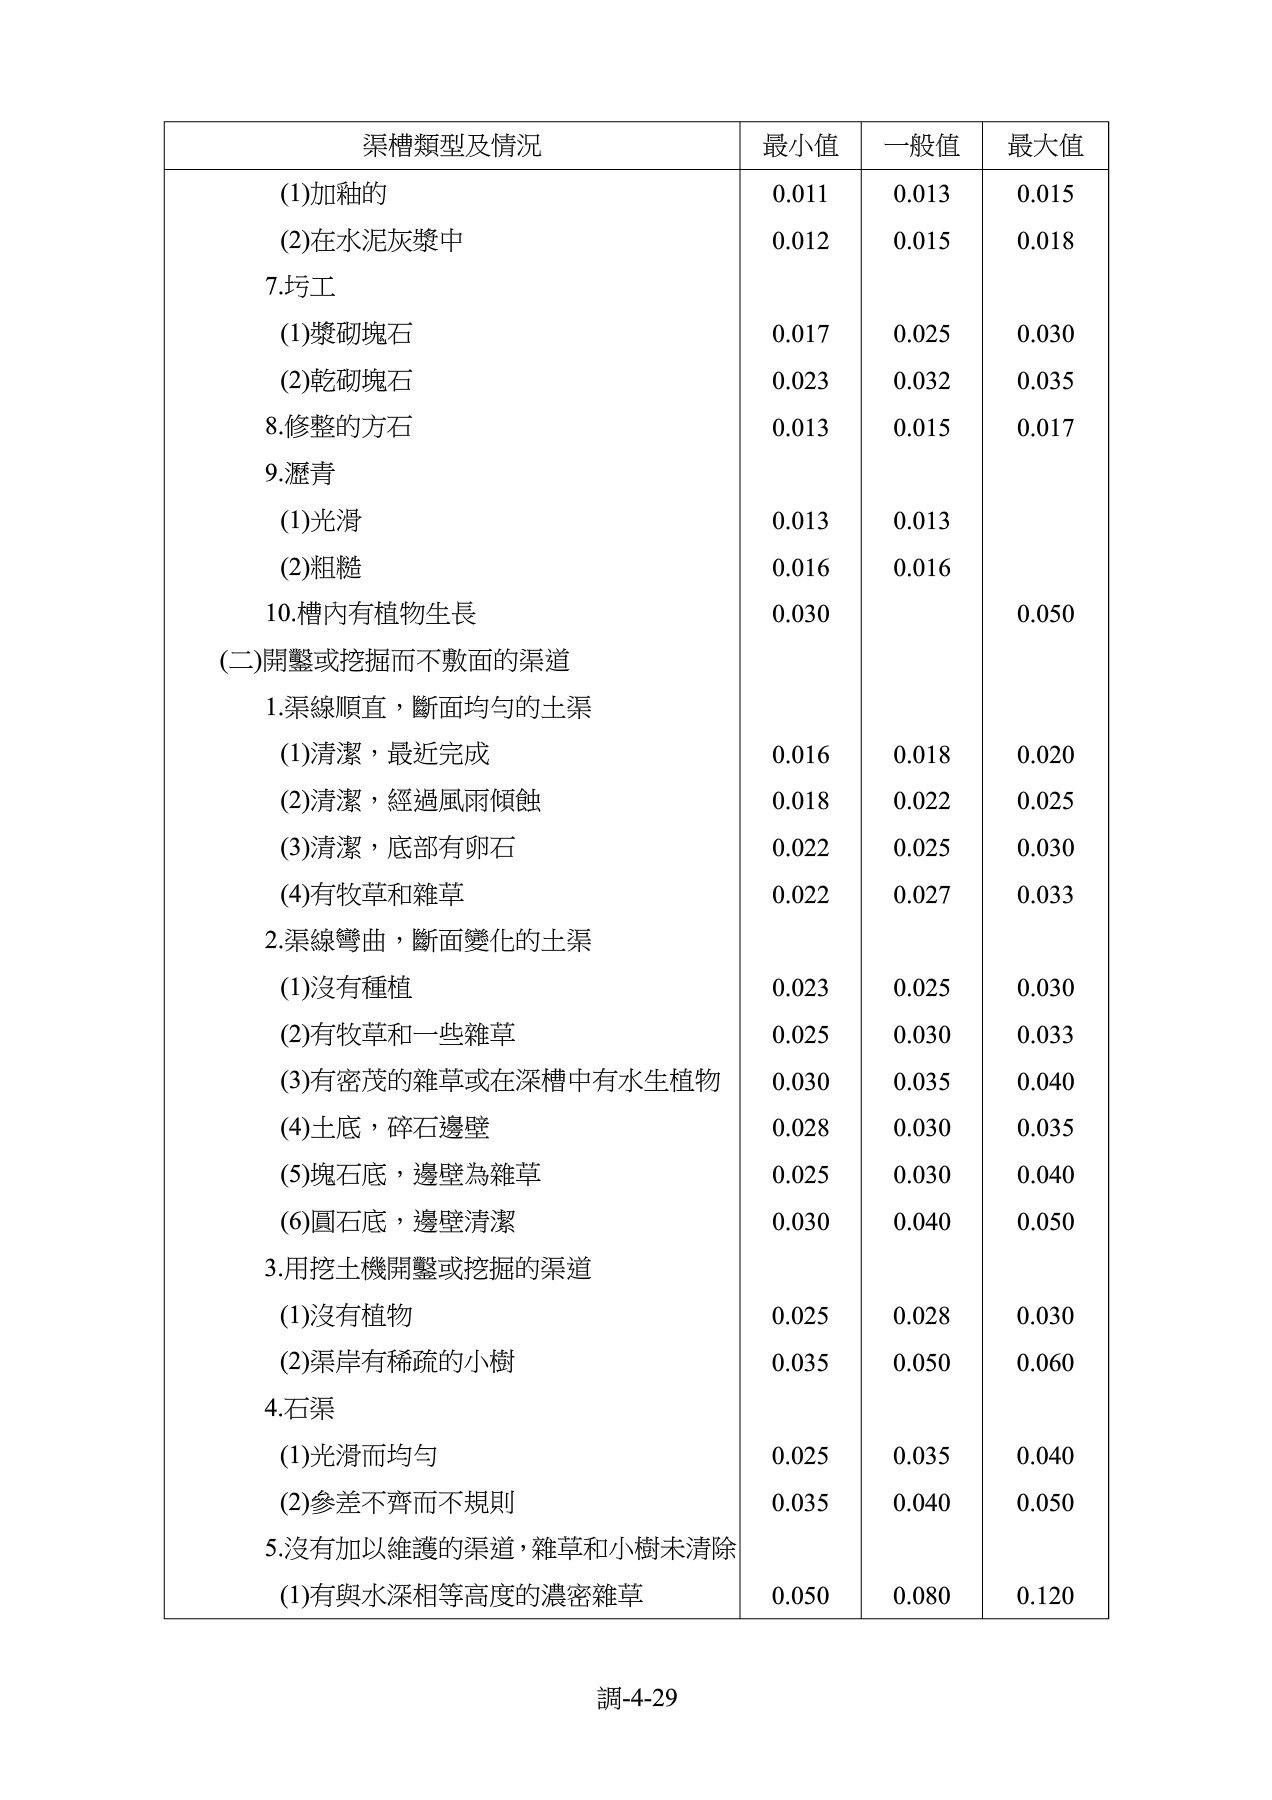 渠槽類型及情況 最小值 一般值 最大值
(1)加釉的 0.011 0.013 0.015
(2)在水泥灰漿中 0.012 0.015 0.018
7.圬工
(1)漿砌塊石 0.017 0.025 0.030
(2)乾砌塊石 0.023 0.032 0.035
8.修整的方石 0.013 0.015 0.017
9.瀝青
(1)光滑 0.013 0.013
(2)粗糙 0.016 0.016
10.槽內有植物生長 0.030 0.050
(二)開鑿或挖掘而不敷面的渠道
1.渠線順直，斷面均勻的土渠
(1)清潔，最近完成 0.016 0.018 0.020
(2)清潔，經過風雨傾蝕 0.018 0.022 0.025
(3)清潔，底部有卵石 0.022 0.025 0.030
(4)有牧草和雜草 0.022 0.027 0.033
2.渠線彎曲，斷面變化的土渠
(1)沒有種植 0.023 0.025 0.030
(2)有牧草和一些雜草 0.025 0.030 0.033
(3)有密茂的雜草或在深槽中有水生植物 0.030 0.035 0.040
(4)土底，碎石邊壁 0.028 0.030 0.035
(5)塊石底，邊壁為雜草 0.025 0.030 0.040
(6)圓石底，邊壁清潔 0.030 0.040 0.050
3.用挖土機開鑿或挖掘的渠道
(1)沒有植物 0.025 0.028 0.030
(2)渠岸有稀疏的小樹 0.035 0.050 0.060
4.石渠
(1)光滑而均勻 0.025 0.035 0.040
(2)參差不齊而不規則 0.035 0.040 0.050
5.沒有加以維護的渠道，雜草和小樹未清除
(1)有與水深相等高度的濃密雜草 0.050 0.080 0.120
調-4-29